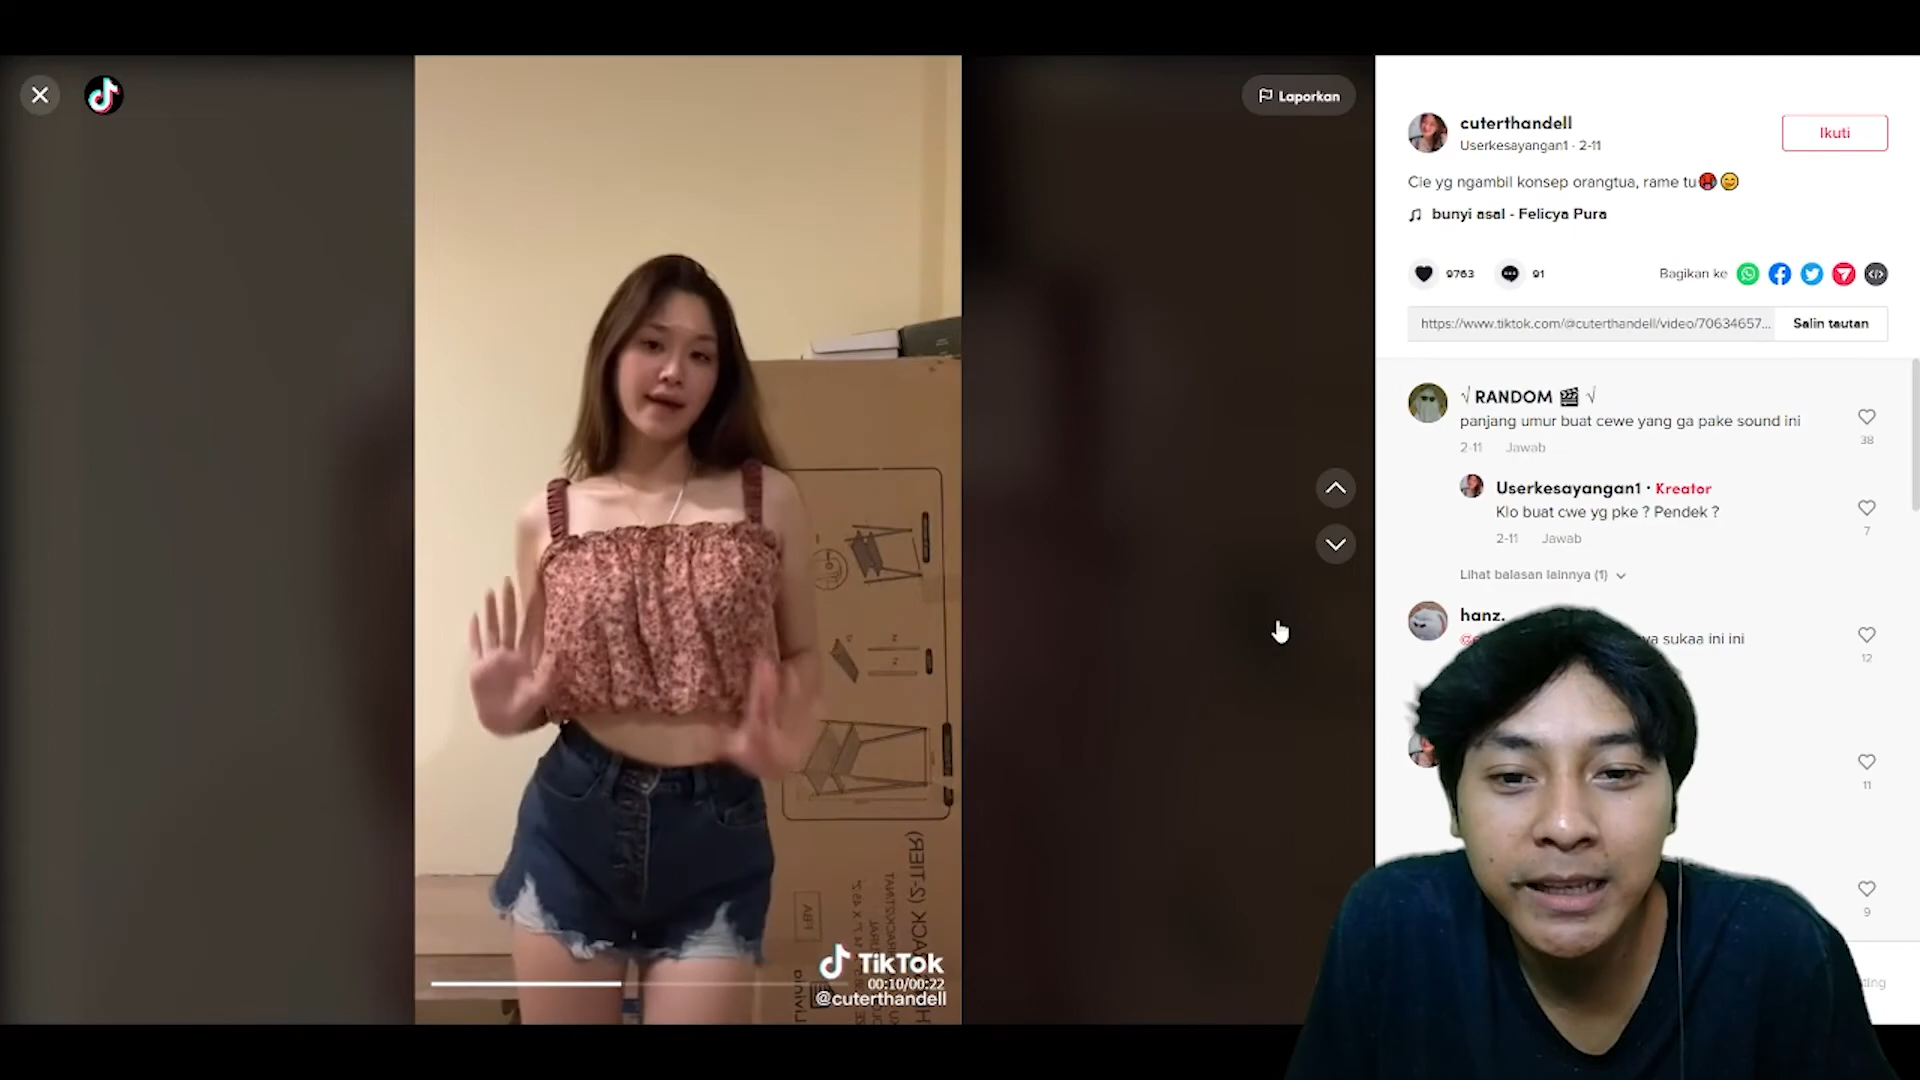 Laporkan
TikTok
00:10/00:22
@cuterthandell
cuterthandell
Userkesayangan1 · 2-11
Ikuti
Cie yg ngambil konsep orangtua, rame tu
bunyi asal - Felicya Pura
9763
91
Bagikan ke
https://www.tiktok.com/@cuterthandell/video/70634657...
Salin tautan
√ RANDOM √
panjang umur buat cewe yang ga pake sound ini
2-11 Jawab
38
Userkesayangan1 · Kreator
Klo buat cwe yg pke ? Pendek ?
2-11 Jawab
7
Lihat balasan lainnya (1)
hanz.
sukaa ini ini
12
11
9